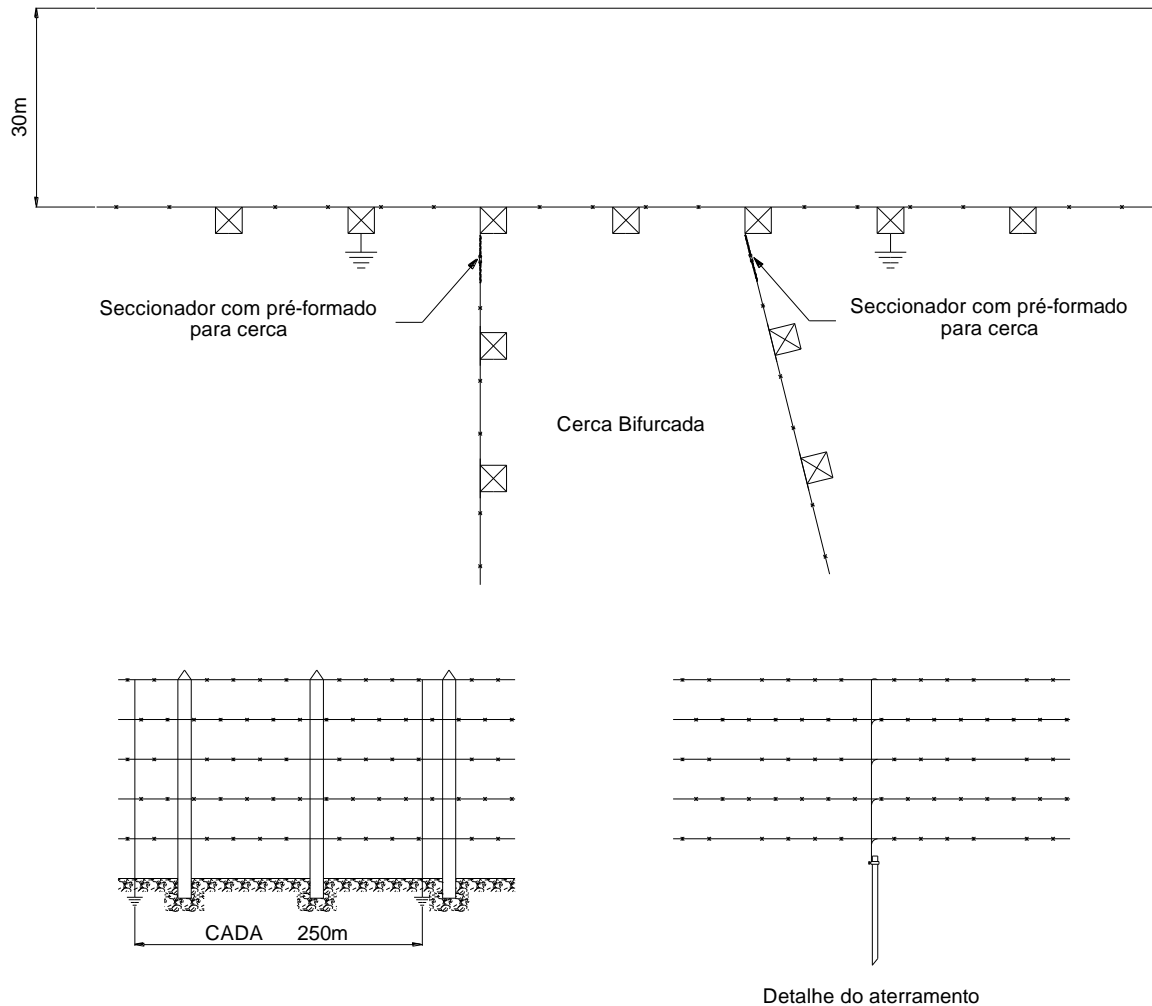 30m
Seccionador com pré-formado
para cerca
Seccionador com pré-formado
para cerca
Cerca Bifurcada
CADA 250m
Detalhe do aterramento